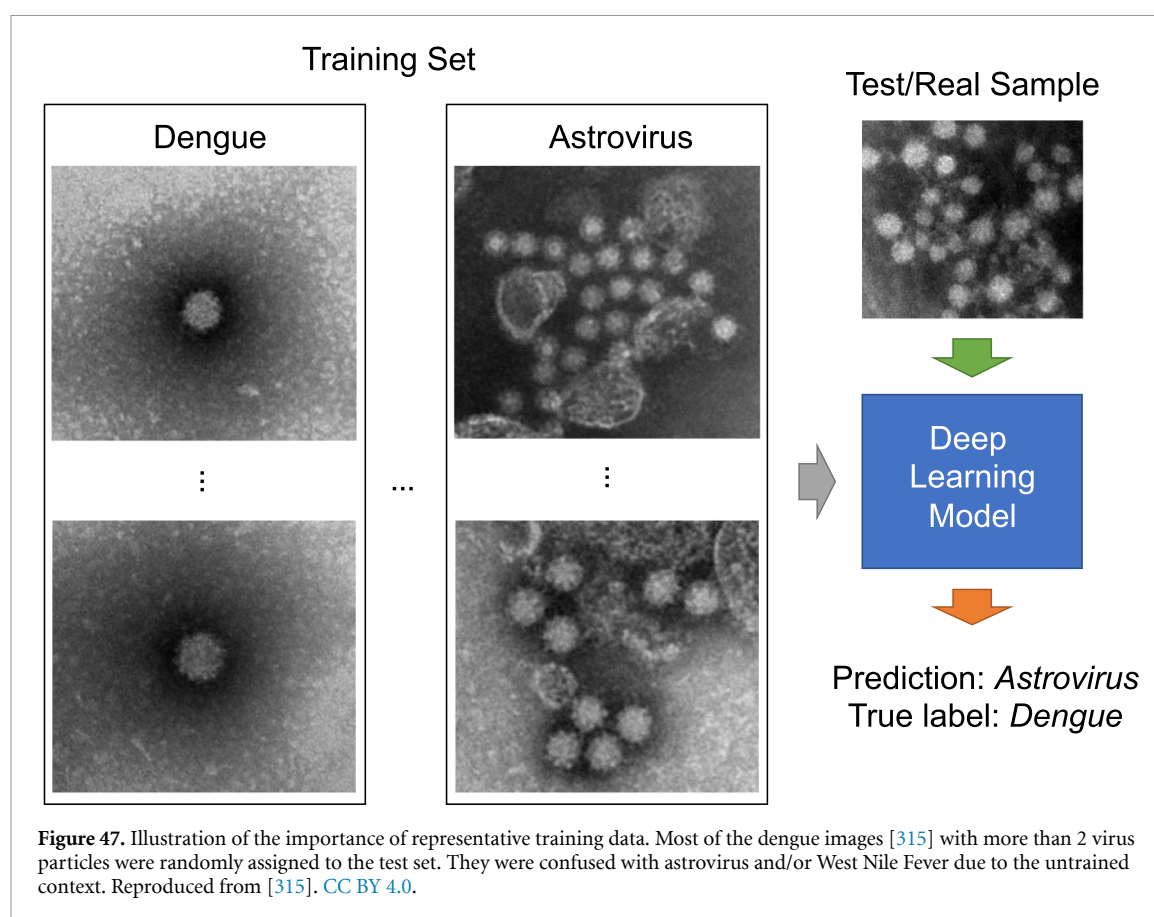 Training Set
Test/Real Sample
Dengue
Astrovirus
⋮
...
⋮
Deep
Learning
Model
Prediction: Astrovirus
True label: Dengue
Figure 47. Illustration of the importance of representative training data. Most of the dengue images [315] with more than 2 virus
particles were randomly assigned to the test set. They were confused with astrovirus and/or West Nile Fever due to the untrained
context. Reproduced from [315]. CC BY 4.0.